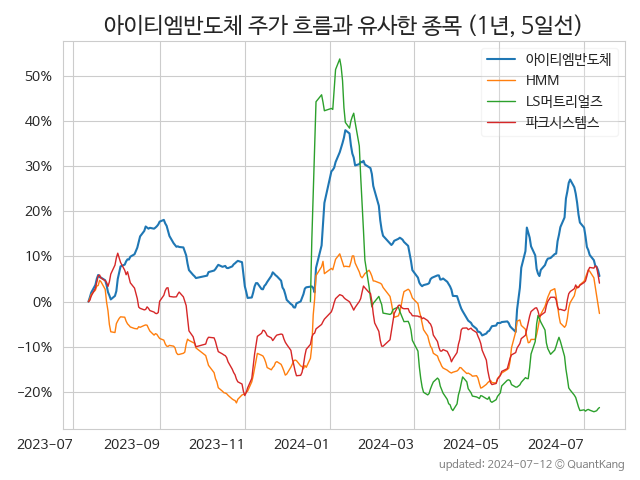 아이티엠반도체 주가 흐름과 유사한 종목 (1년, 5일선)
아이티엠반도체
HMM
LS머트리얼즈
파크시스템스
50%
40%
30%
20%
10%
0%
−10%
−20%
2023-07
2023-09
2023-11
2024-01
2024-03
2024-05
2024-07
updated: 2024-07-12 © QuantKang